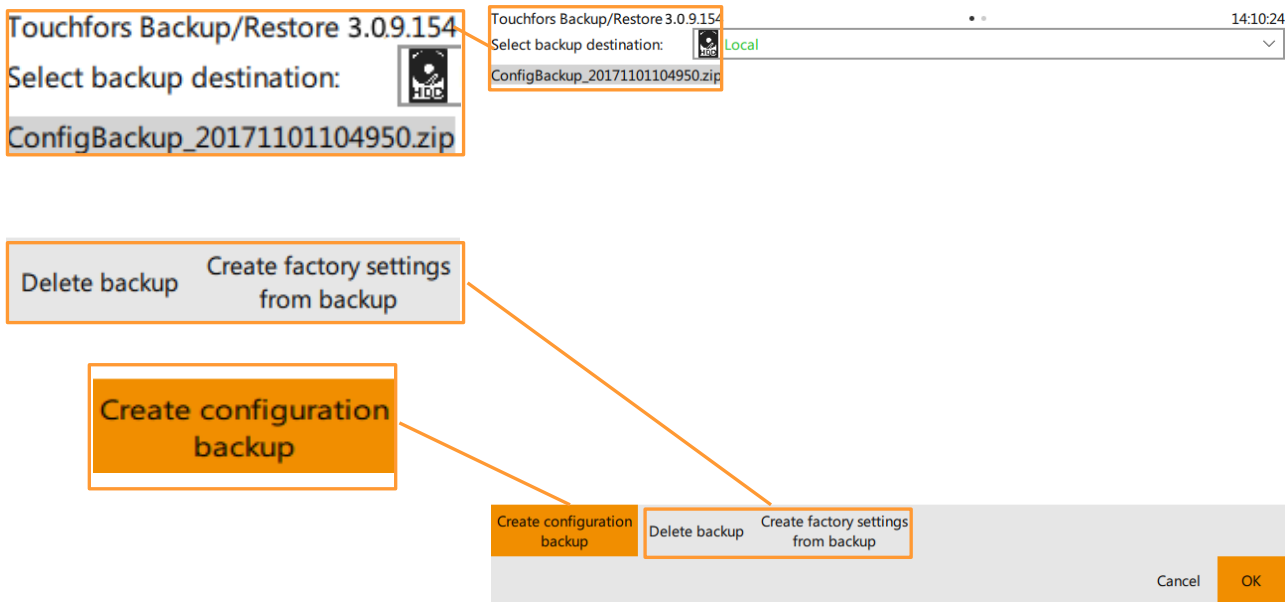 Touchfors Backup/Restore 3.0.9.154
Select backup destination:
HDD
ConfigBackup_20171101104950.zip
Delete backup
Create factory settings
from backup
Create configuration
backup
Touchfors Backup/Restore 3.0.9.154
14:10:24
Select backup destination:
HDD
Local
ConfigBackup_20171101104950.zip
Create configuration
backup
Delete backup
Create factory settings
from backup
Cancel
OK